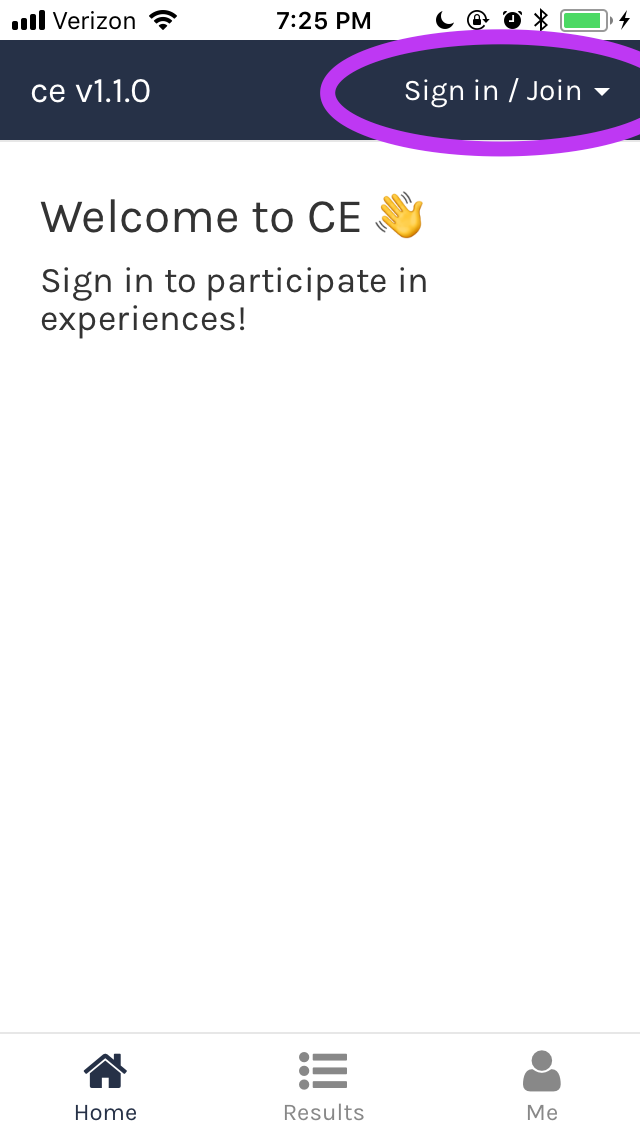 Verizon 7:25 PM
ce v1.1.0 Sign in / Join
Welcome to CE 👋
Sign in to participate in
experiences!
Home Results Me